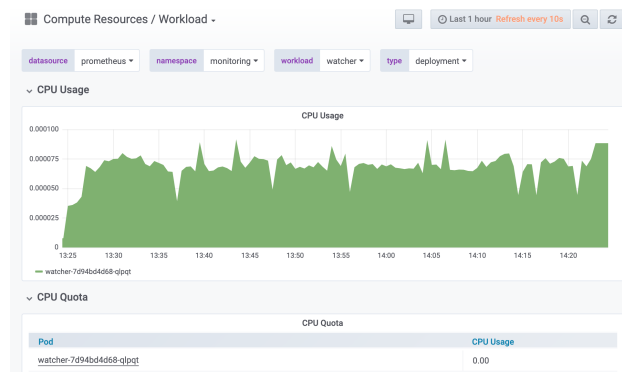 Compute Resources / Workload
Last 1 hour Refresh every 10s
datasource prometheus namespace monitoring workload watcher type deployment
CPU Usage
CPU Usage
0.000100
0.000075
0.000050
0.000025
0
13:25 13:30 13:35 13:40 13:45 13:50 13:55 14:00 14:05 14:10 14:15 14:20
watcher-7d94bd4d68-qlpqt
CPU Quota
CPU Quota
Pod CPU Usage
watcher-7d94bd4d68-qlpqt 0.00